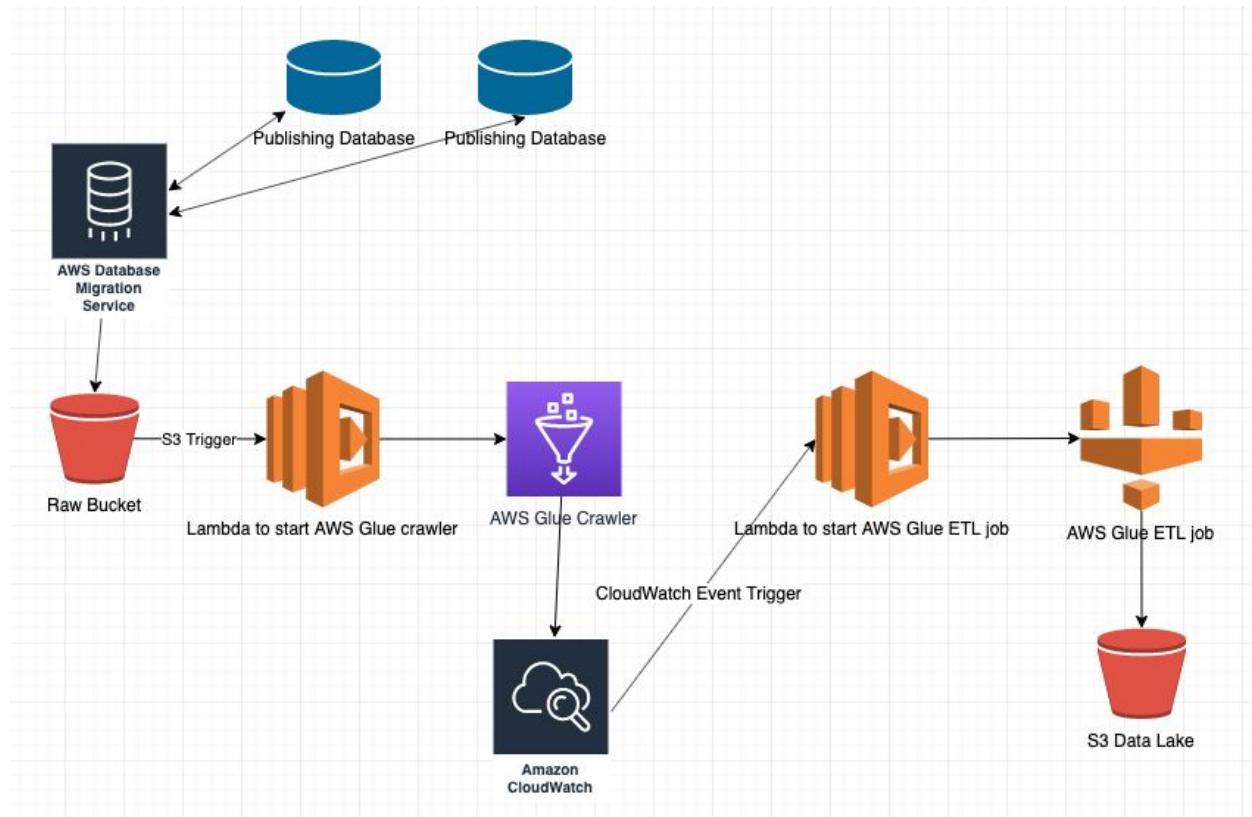 Publishing Database
Publishing Database
AWS Database
Migration
Service
S3 Trigger
Raw Bucket
Lambda to start AWS Glue crawler
AWS Glue Crawler
Lambda to start AWS Glue ETL job
AWS Glue ETL job
CloudWatch Event Trigger
Amazon
CloudWatch
S3 Data Lake